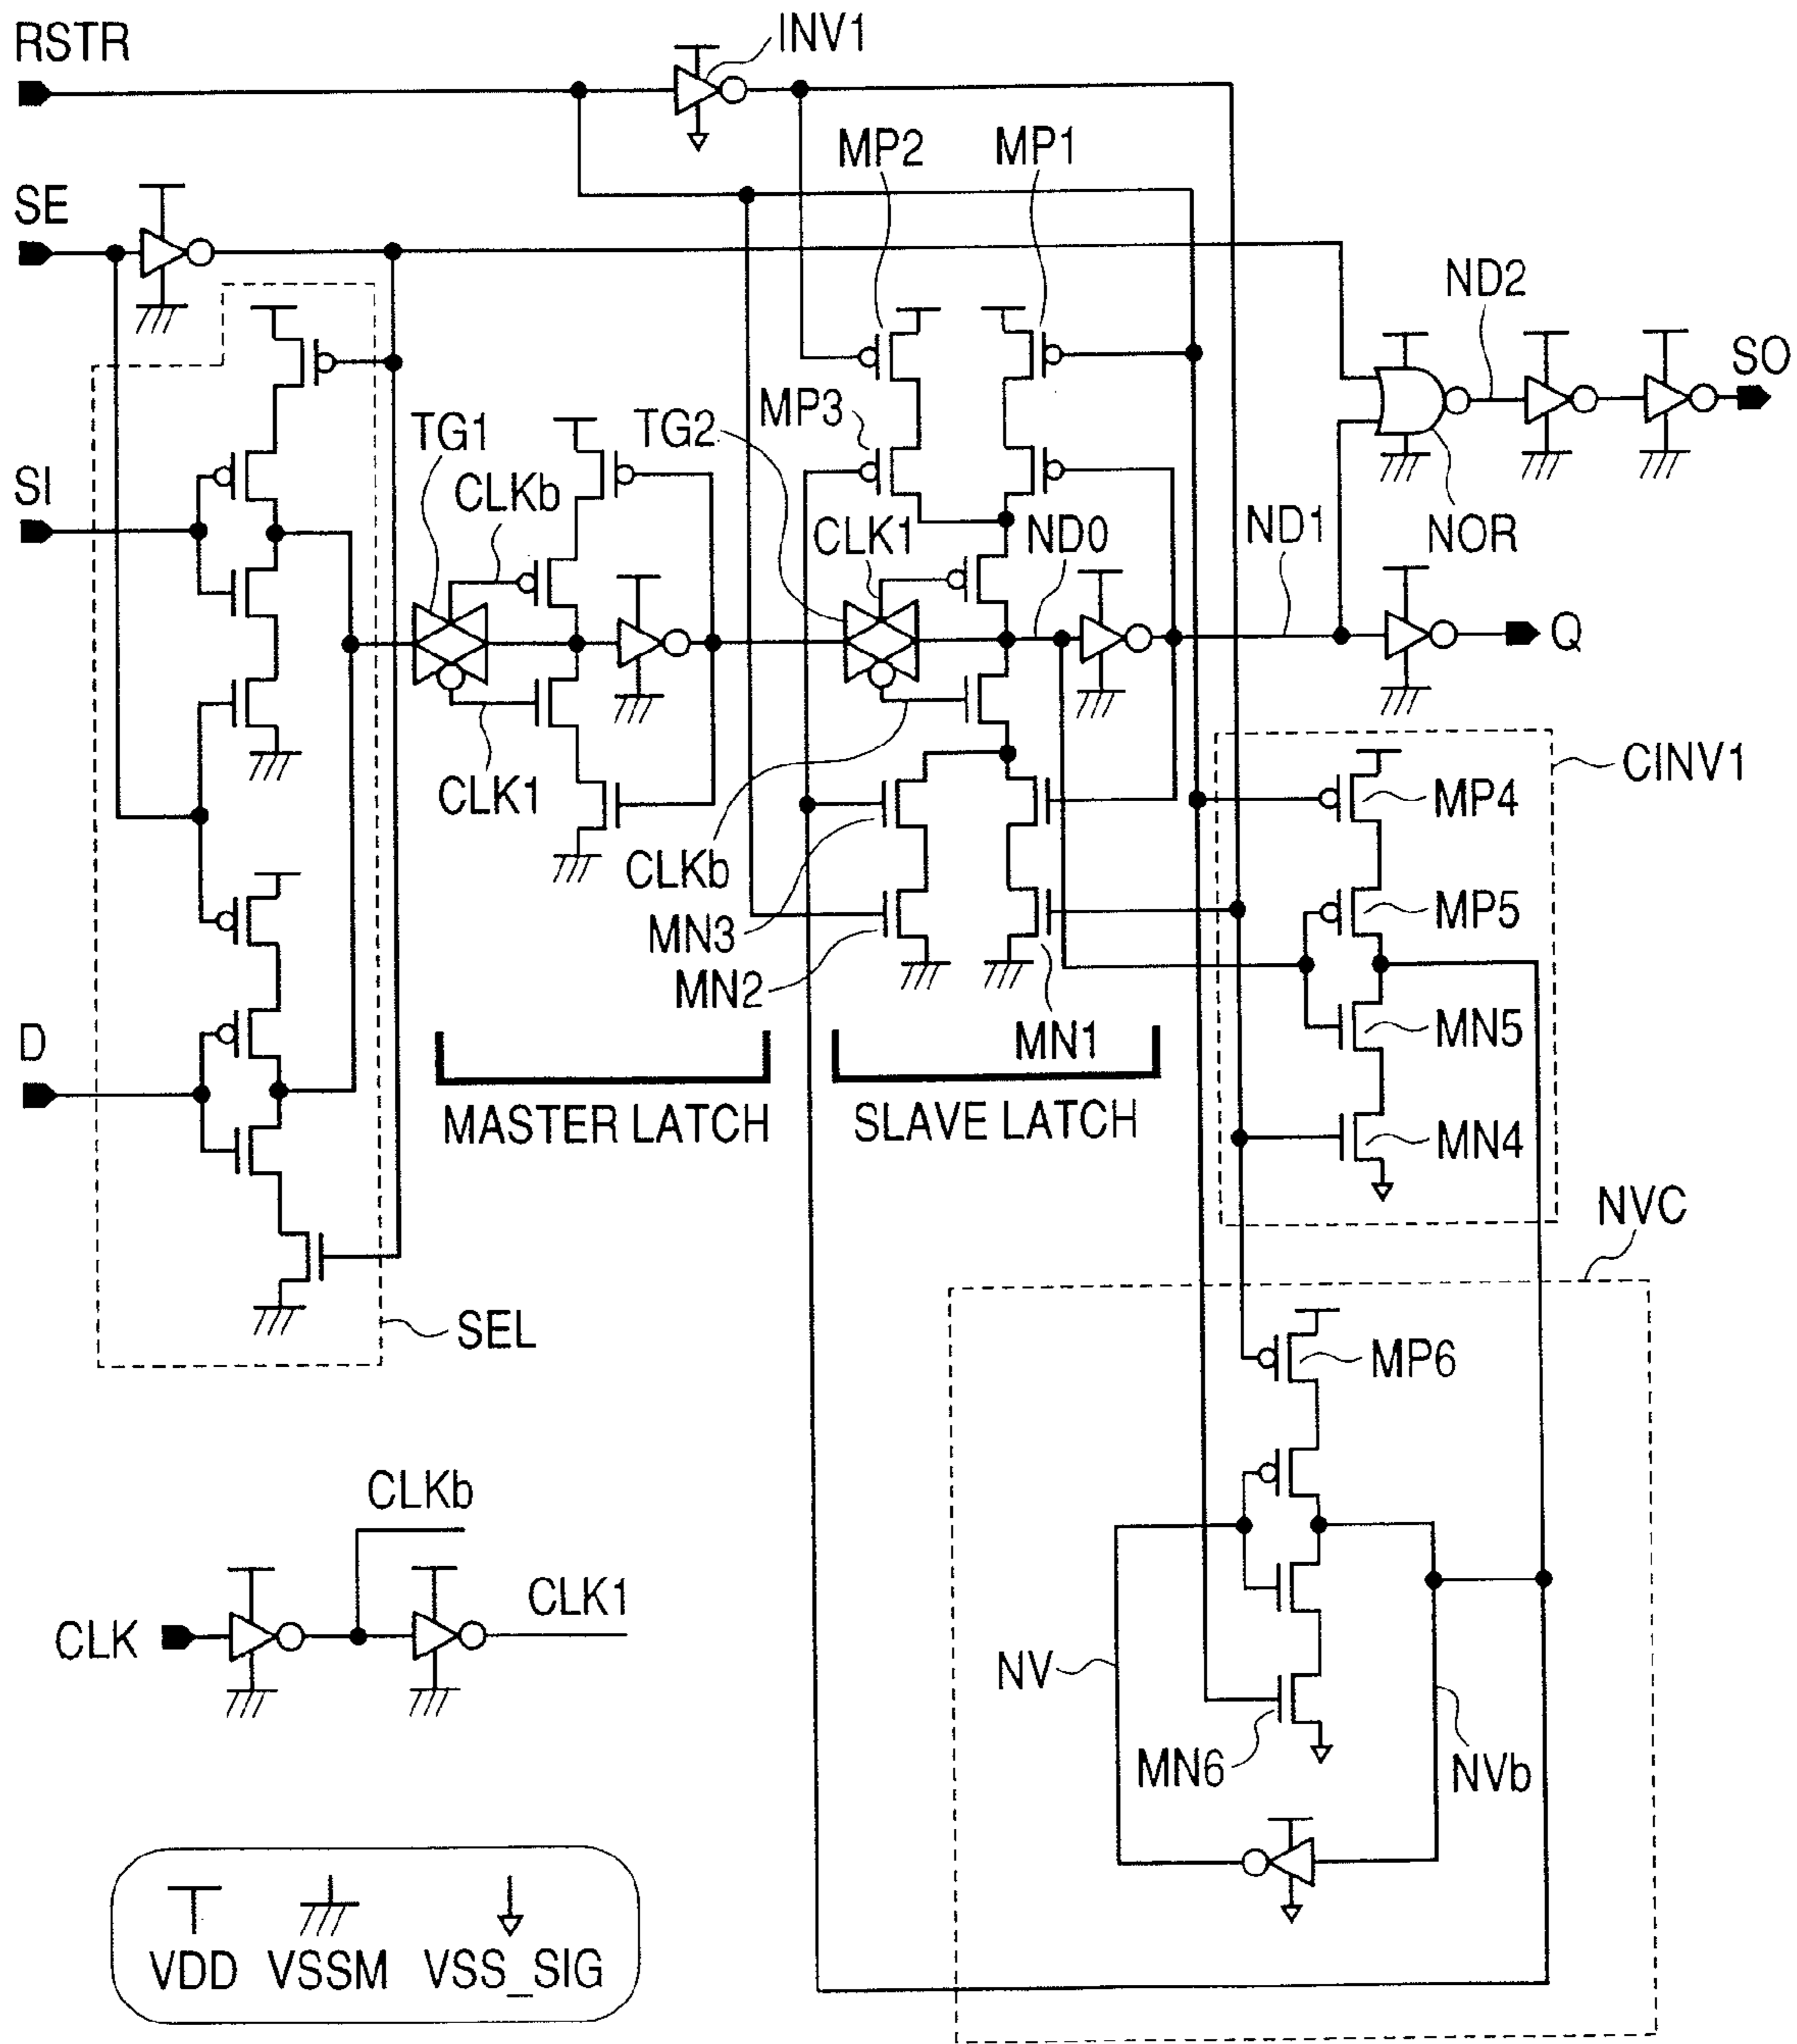 RSTR
INV1
MP2
MP1
SE
ND2
SO
MP3
TG1
TG2
SI
CLKb
CLK1
ND0
ND1
NOR
Q
CLK1
CLKb
CINV1
MP4
MP5
MN3
MN2
MN1
MN5
D
MASTER LATCH
SLAVE LATCH
MN4
NVC
SEL
MP6
CLKb
CLK
CLK1
NV
MN6
NVb
VDD
VSSM
VSS_SIG